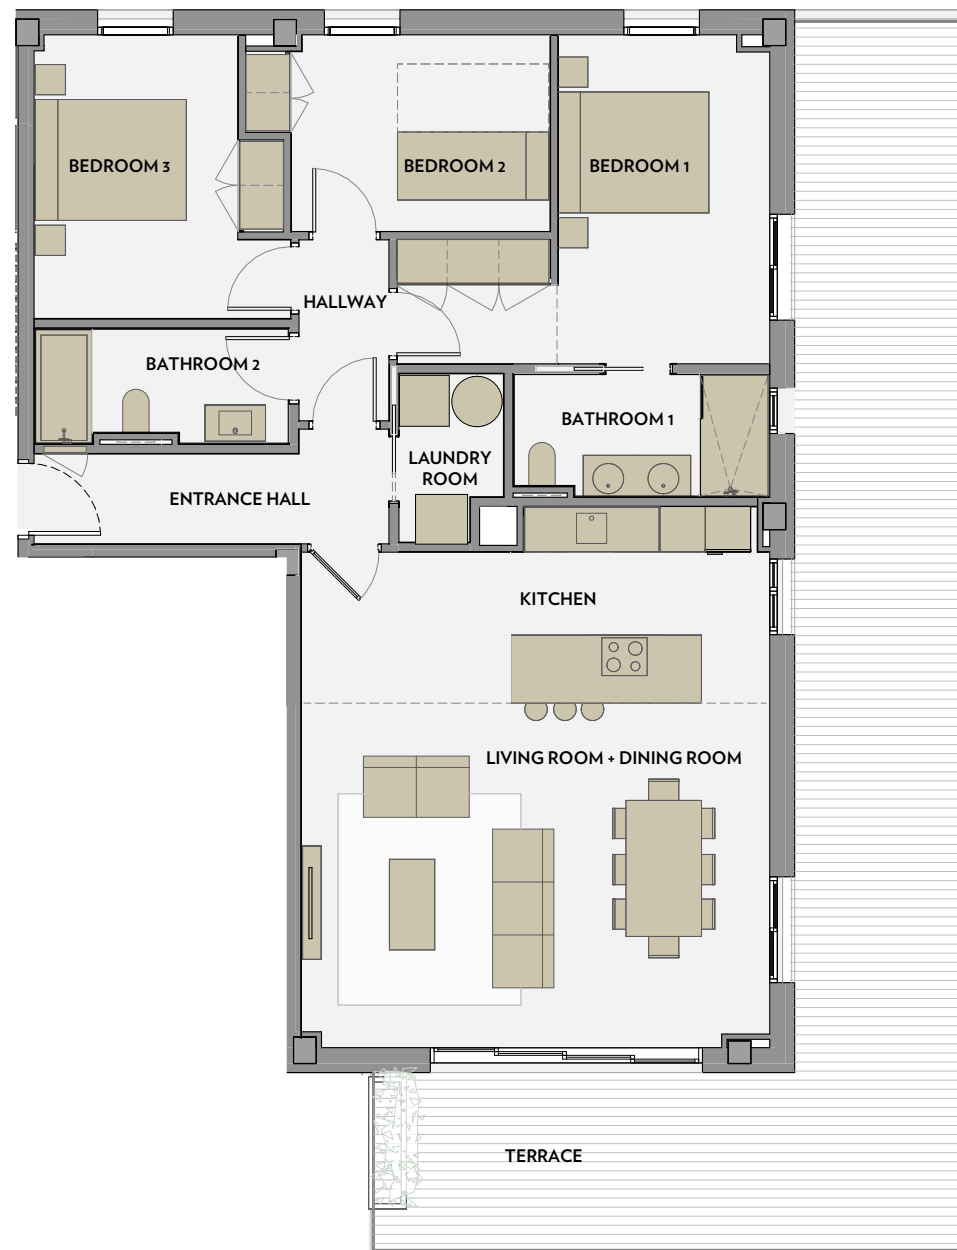 BEDROOM 3
BEDROOM 2
BEDROOM 1
HALLWAY
BATHROOM 2
BATHROOM 1
LAUNDRY
ROOM
ENTRANCE HALL
KITCHEN
LIVING ROOM + DINING ROOM
TERRACE